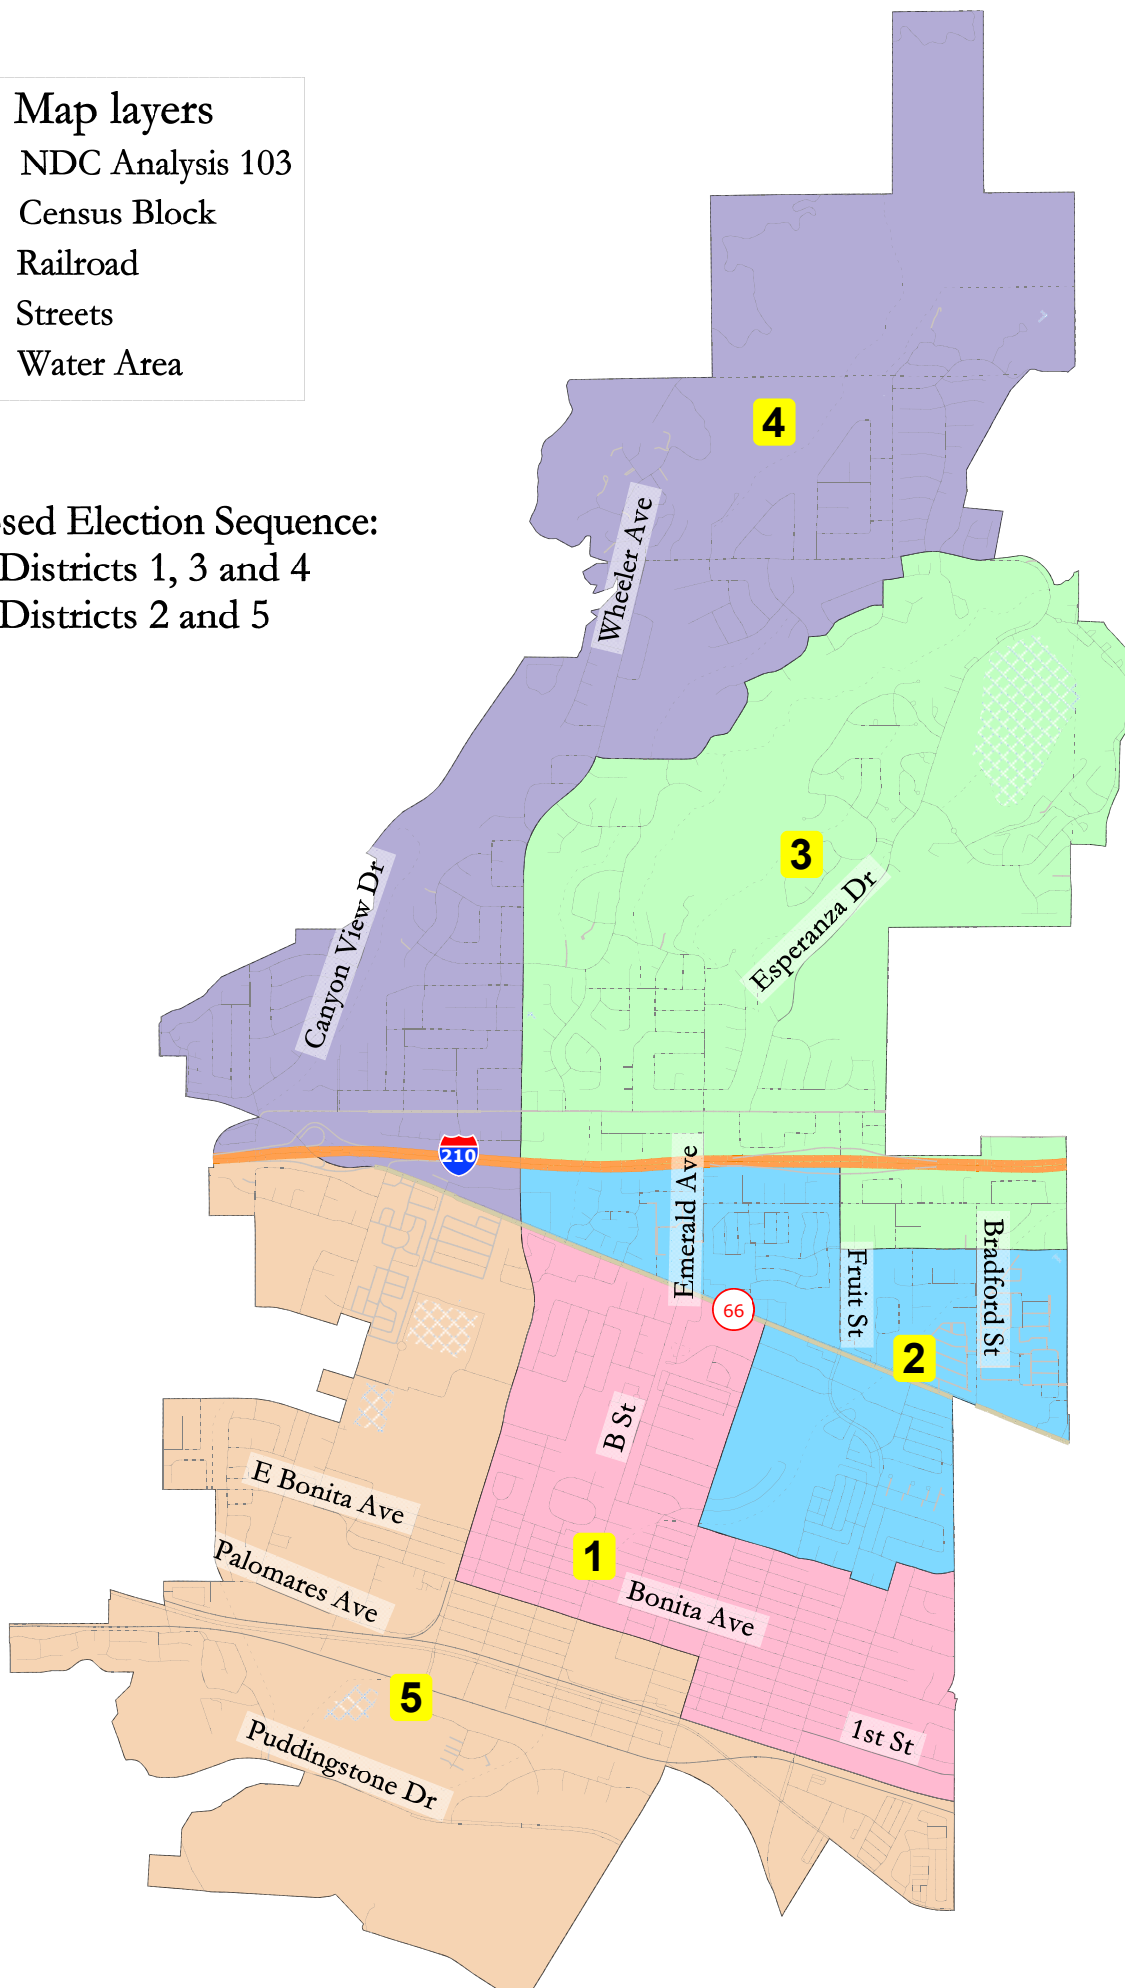 Map layers
NDC Analysis 103
Census Block
Railroad
Streets
Water Area
4
sed Election Sequence:
Districts 1, 3 and 4
Districts 2 and 5
Wheeler Ave
3
Esperanza Dr
Canyon View Dr
210
Emerald Ave
Fruit St
Bradford St
66
2
B St
E Bonita Ave
1
Palomares Ave
Bonita Ave
5
1st St
Puddingstone Dr